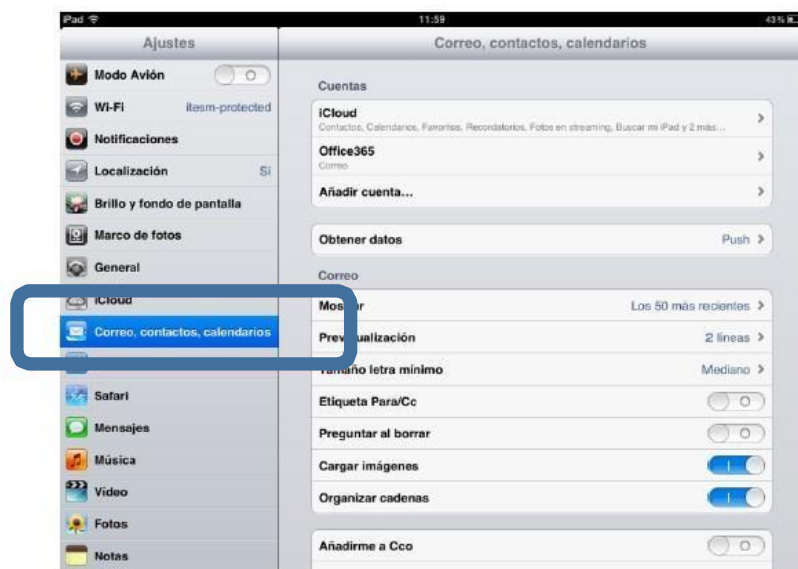 iPad
11:59
43%
Ajustes
Correo, contactos, calendarios
Modo Avión
Wi-Fi itesm-protected
Notificaciones
Localización Sí
Brillo y fondo de pantalla
Marco de fotos
General
iCloud
Correo, contactos, calendarios
Safari
Mensajes
Música
Vídeo
Fotos
Notas
Cuentas
iCloud
Contactos, Calendarios, Favoritos, Recordatorios, Fotos en streaming, Buscar mi iPad y 2 más...
Office365
Correo
Añadir cuenta...
Obtener datos Push
Correo
Mostrar Los 50 más recientes
Previsualización 2 líneas
Tamaño letra mínimo Mediano
Etiqueta Para/Cc
Preguntar al borrar
Cargar imágenes
Organizar cadenas
Añadirme a Cco